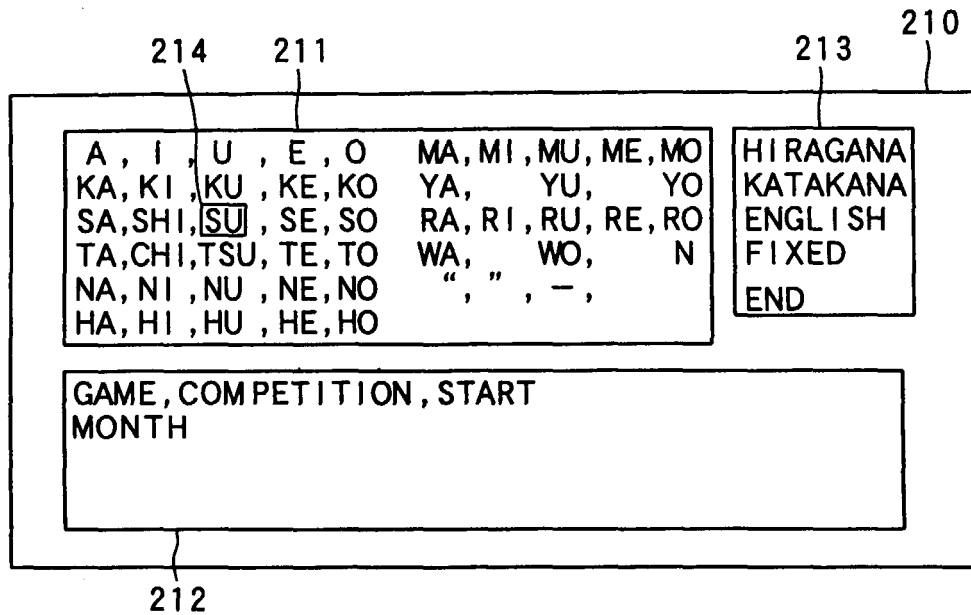 210
214 211 213
A, I, U, E, O MA, MI, MU, ME, MO
KA, KI, KU, KE, KO YA, YU, YO
SA, SHI, SU, SE, SO RA, RI, RU, RE, RO
TA, CHI, TSU, TE, TO WA, WO, N
NA, NI, NU, NE, NO “, ”, —,
HA, HI, HU, HE, HO
HIRAGANA
KATAKANA
ENGLISH
FIXED
END
GAME, COMPETITION, START
MONTH
212